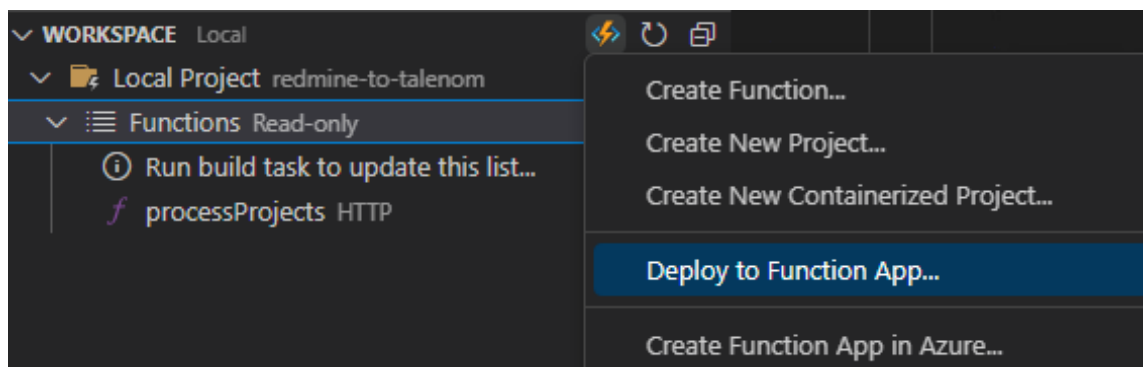 WORKSPACE Local
Local Project redmine-to-talenom
Functions Read-only
Run build task to update this list...
processProjects HTTP
Create Function...
Create New Project...
Create New Containerized Project...
Deploy to Function App...
Create Function App in Azure...